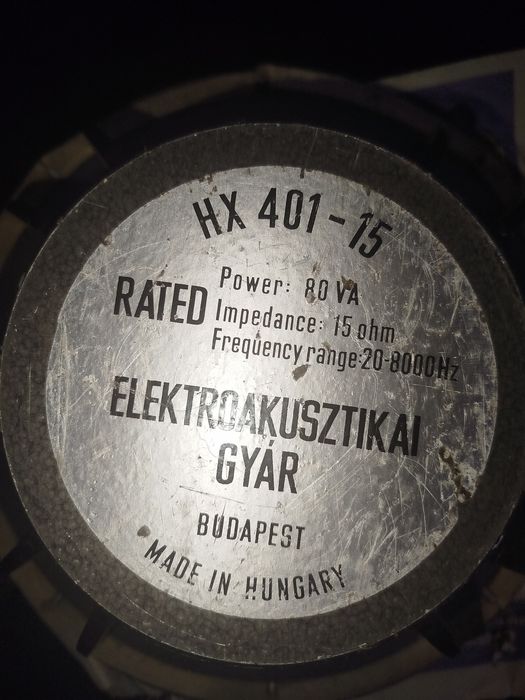 HX 401-15
RATED
Power: 80 VA
Impedance: 15 ohm
Frequency range:20-8000Hz
ELEKTROAKUSZTIKAI
GYÁR
BUDAPEST
MADE IN HUNGARY